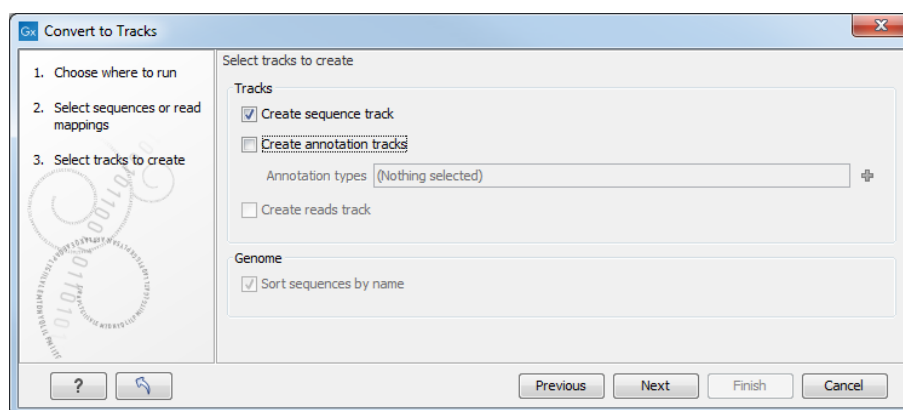 Gx Convert to Tracks
1. Choose where to run
2. Select sequences or read
mappings
3. Select tracks to create
Select tracks to create
Tracks
Create sequence track
Create annotation tracks
Annotation types (Nothing selected)
Create reads track
Genome
Sort sequences by name
?
Previous Next Finish Cancel